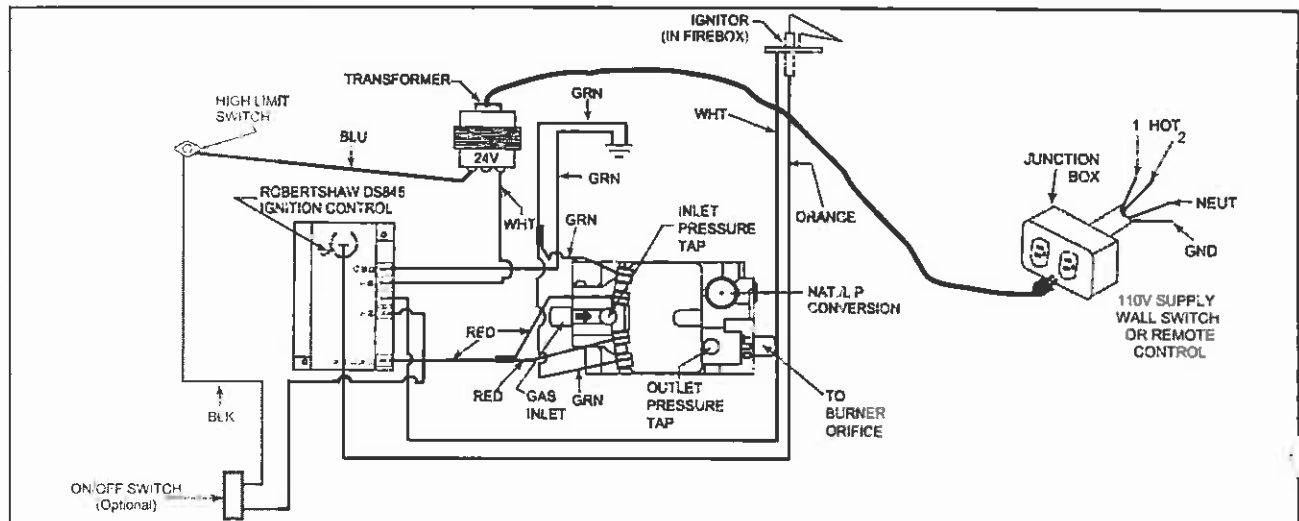 IGNITOR
(IN FIREBOX)
TRANSFORMER
GRN
HIGH LIMIT
SWITCH
WHT
1 HOT
2
BLU
24V
JUNCTION
BOX
GRN
ROBERTSHAW DS845
IGNITION CONTROL
WHT
GRN
INLET
PRESSURE
TAP
ORANGE
NEUT
GND
NAT./L P
CONVERSION
110V SUPPLY
WALL SWITCH
OR REMOTE
CONTROL
RED
RED
GAS
INLET
GRN
OUTLET
PRESSURE
TAP
TO
BURNER
ORIFICE
BLK
ON/OFF SWITCH
(Optional)